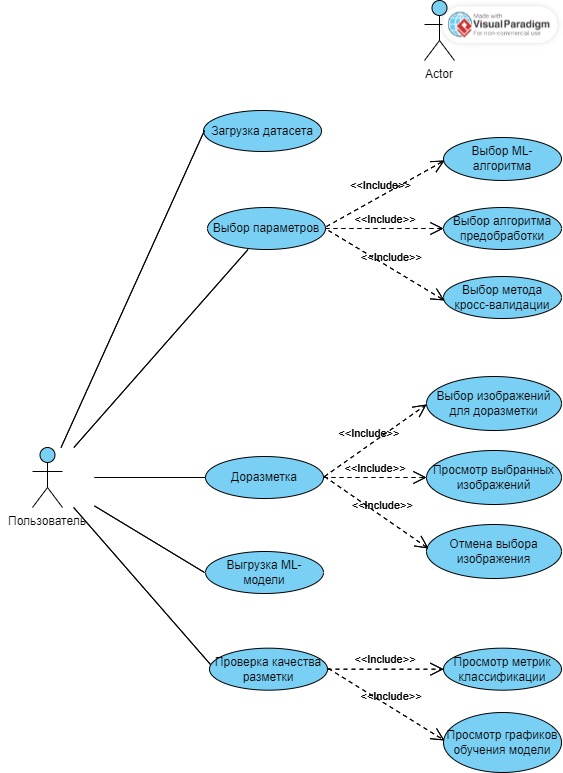 Made with
VisualParadigm
For non-commercial use
Actor
Загрузка датасета
Выбор ML-
алгоритма
<<Include>>
Выбор параметров
<<Include>>
Выбор алгоритма
предобработки
<<Include>>
Выбор метода
кросс-валидации
Выбор изображений
для доразметки
<<Include>>
Доразметка
<<Include>>
Просмотр выбранных
изображений
<<Include>>
Пользователь
Отмена выбора
изображения
Выгрузка ML-
модели
Проверка качества
разметки
<<Include>>
Просмотр метрик
классификации
<<Include>>
Просмотр графиков
обучения модели